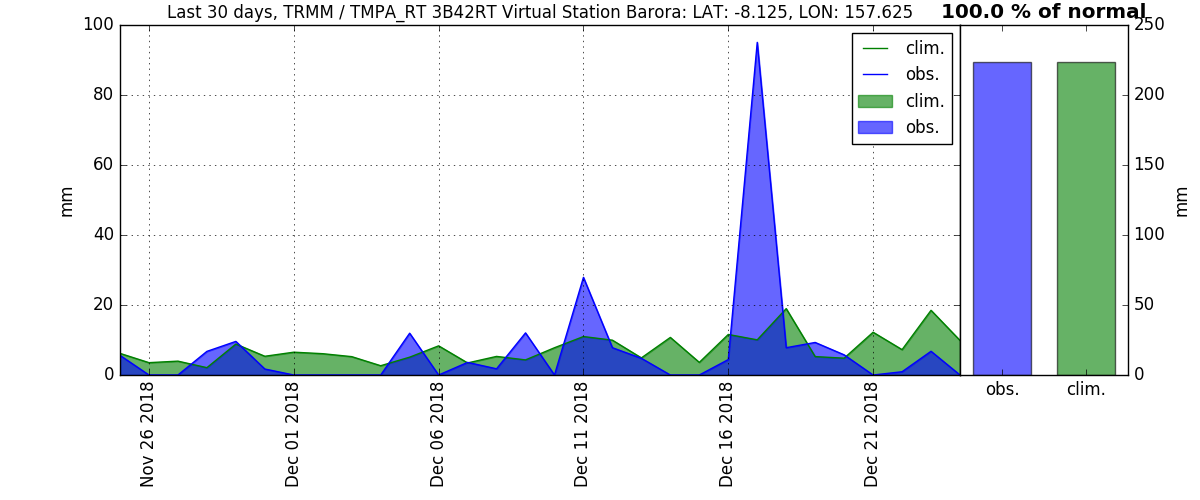 Last 30 days, TRMM / TMPA_RT 3B42RT Virtual Station Barora: LAT: -8.125, LON: 157.625
100.0 % of normal
100
80
60
40
20
0
mm
Nov 26 2018
Dec 01 2018
Dec 06 2018
Dec 11 2018
Dec 16 2018
Dec 21 2018
clim.
obs.
clim.
obs.
250
200
150
100
50
0
mm
obs.
clim.